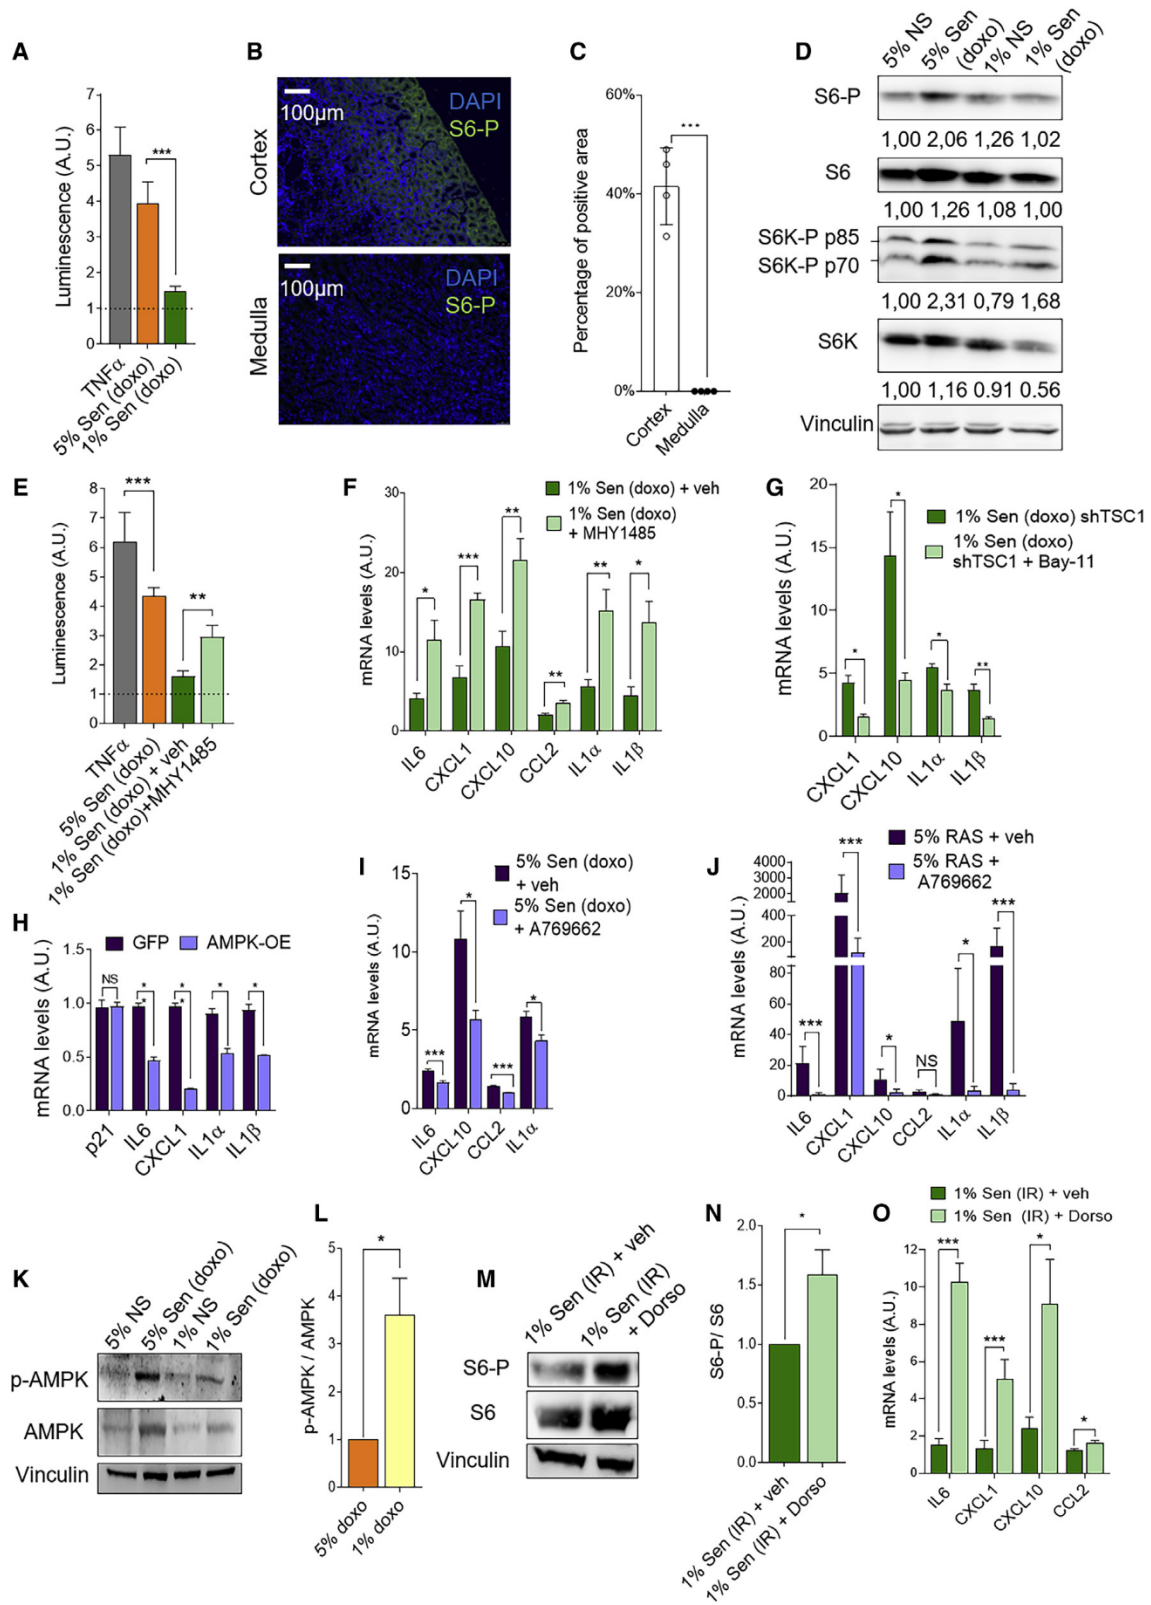 A
Luminescence (A.U.)
7
6
5
4
3
2
1
0
***
TNFα
5% Sen (doxo)
1% Sen (doxo)
B
Cortex
100μm
DAPI
S6-P
Medulla
100μm
DAPI
S6-P
C
Percentage of positive area
60%
40%
20%
0%
***
Cortex
Medulla
D
5% NS
5% Sen (doxo)
1% NS
1% Sen (doxo)
S6-P
1,00 2,06 1,26 1,02
S6
1,00 1,26 1,08 1,00
S6K-P p85
S6K-P p70
1,00 2,31 0,79 1,68
S6K
1,00 1,16 0.91 0.56
Vinculin
E
Luminescence (A.U.)
8
7
6
5
4
3
2
1
0
***
**
TNFα
5% Sen (doxo)
1% Sen (doxo) + veh
1% Sen (doxo)+MHY1485
F
1% Sen (doxo) + veh
1% Sen (doxo)
+ MHY1485
mRNA levels (A.U.)
30
20
10
0
*
***
**
**
**
*
IL6
CXCL1
CXCL10
CCL2
IL1α
IL1β
G
1% Sen (doxo) shTSC1
1% Sen (doxo)
shTSC1 + Bay-11
mRNA levels (A.U.)
20
15
10
5
0
*
*
*
**
CXCL1
CXCL10
IL1α
IL1β
H
GFP
AMPK-OE
mRNA levels (A.U.)
1.5
1.0
0.5
0.0
NS
*
*
*
*
*
*
p21
IL6
CXCL1
IL1α
IL1β
I
5% Sen (doxo)
+ veh
5% Sen (doxo)
+ A769662
mRNA levels (A.U.)
15
10
5
0
***
*
***
*
IL6
CXCL10
CCL2
IL1α
J
5% RAS + veh
5% RAS +
A769662
mRNA levels (A.U.)
4000
3000
2000
400
200
80
60
40
20
0
***
***
*
NS
*
***
IL6
CXCL1
CXCL10
CCL2
IL1α
IL1β
K
5% NS
5% Sen (doxo)
1% NS
1% Sen (doxo)
p-AMPK
AMPK
Vinculin
L
p-AMPK / AMPK
5
4
3
2
1
0
*
5% doxo
1% doxo
M
1% Sen (IR) + veh
1% Sen (IR)
+ Dorso
S6-P
S6
Vinculin
N
S6-P/ S6
2.0
1.5
1.0
0.5
0.0
*
1% Sen (IR) + veh
1% Sen (IR) + Dorso
O
1% Sen (IR) + veh
1% Sen (IR) + Dorso
mRNA levels (A.U.)
12
10
8
6
4
2
0
***
***
*
*
IL6
CXCL1
CXCL10
CCL2